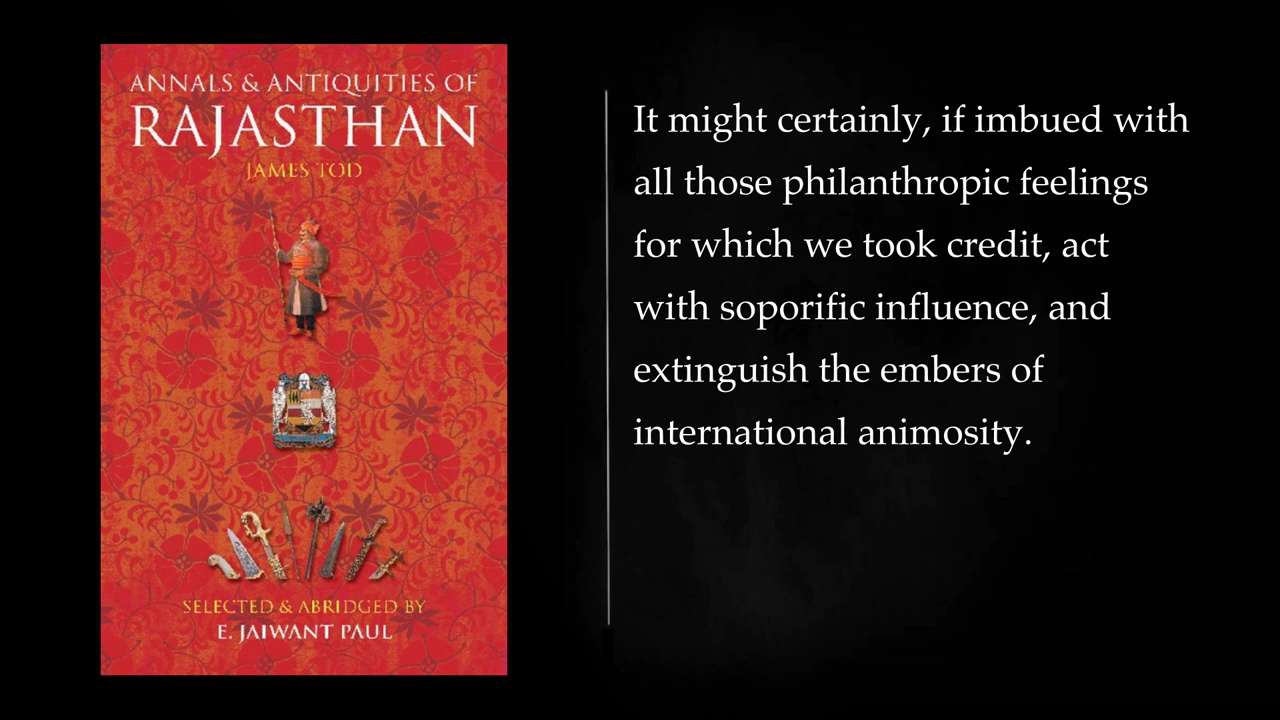 ANNALS & ANTIQUITIES OF
RAJASTHAN
JAMES TOD
SELECTED & ABRIDGED BY
E. JAIWANT PAUL
It might certainly, if imbued with
all those philanthropic feelings
for which we took credit, act
with soporific influence, and
extinguish the embers of
international animosity.